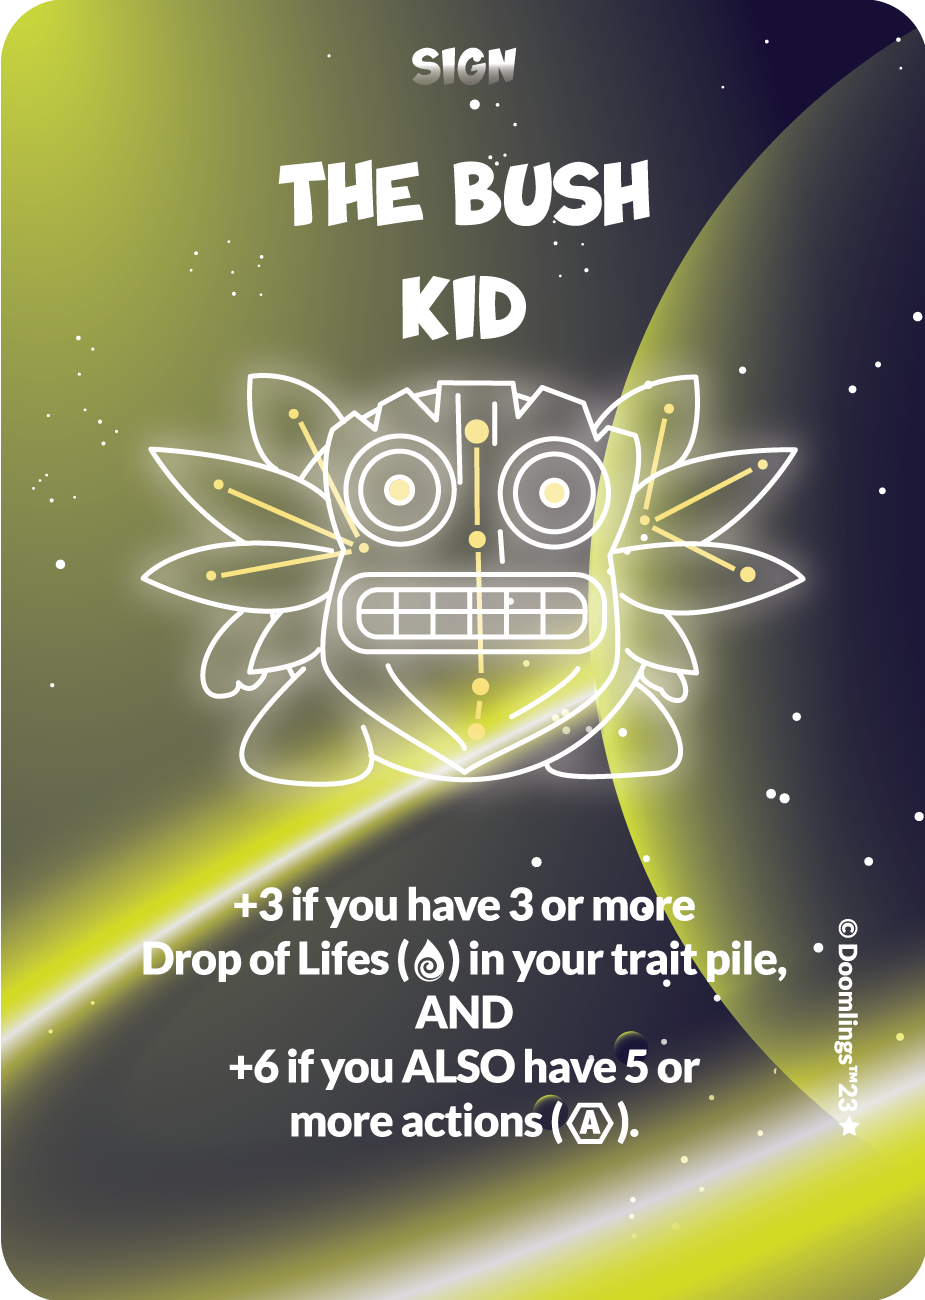 SIGN
THE BUSH
KID
+3 if you have 3 or more
Drop of Lifes () in your trait pile,
AND
+6 if you ALSO have 5 or
more actions (A).
© Doomlings™23